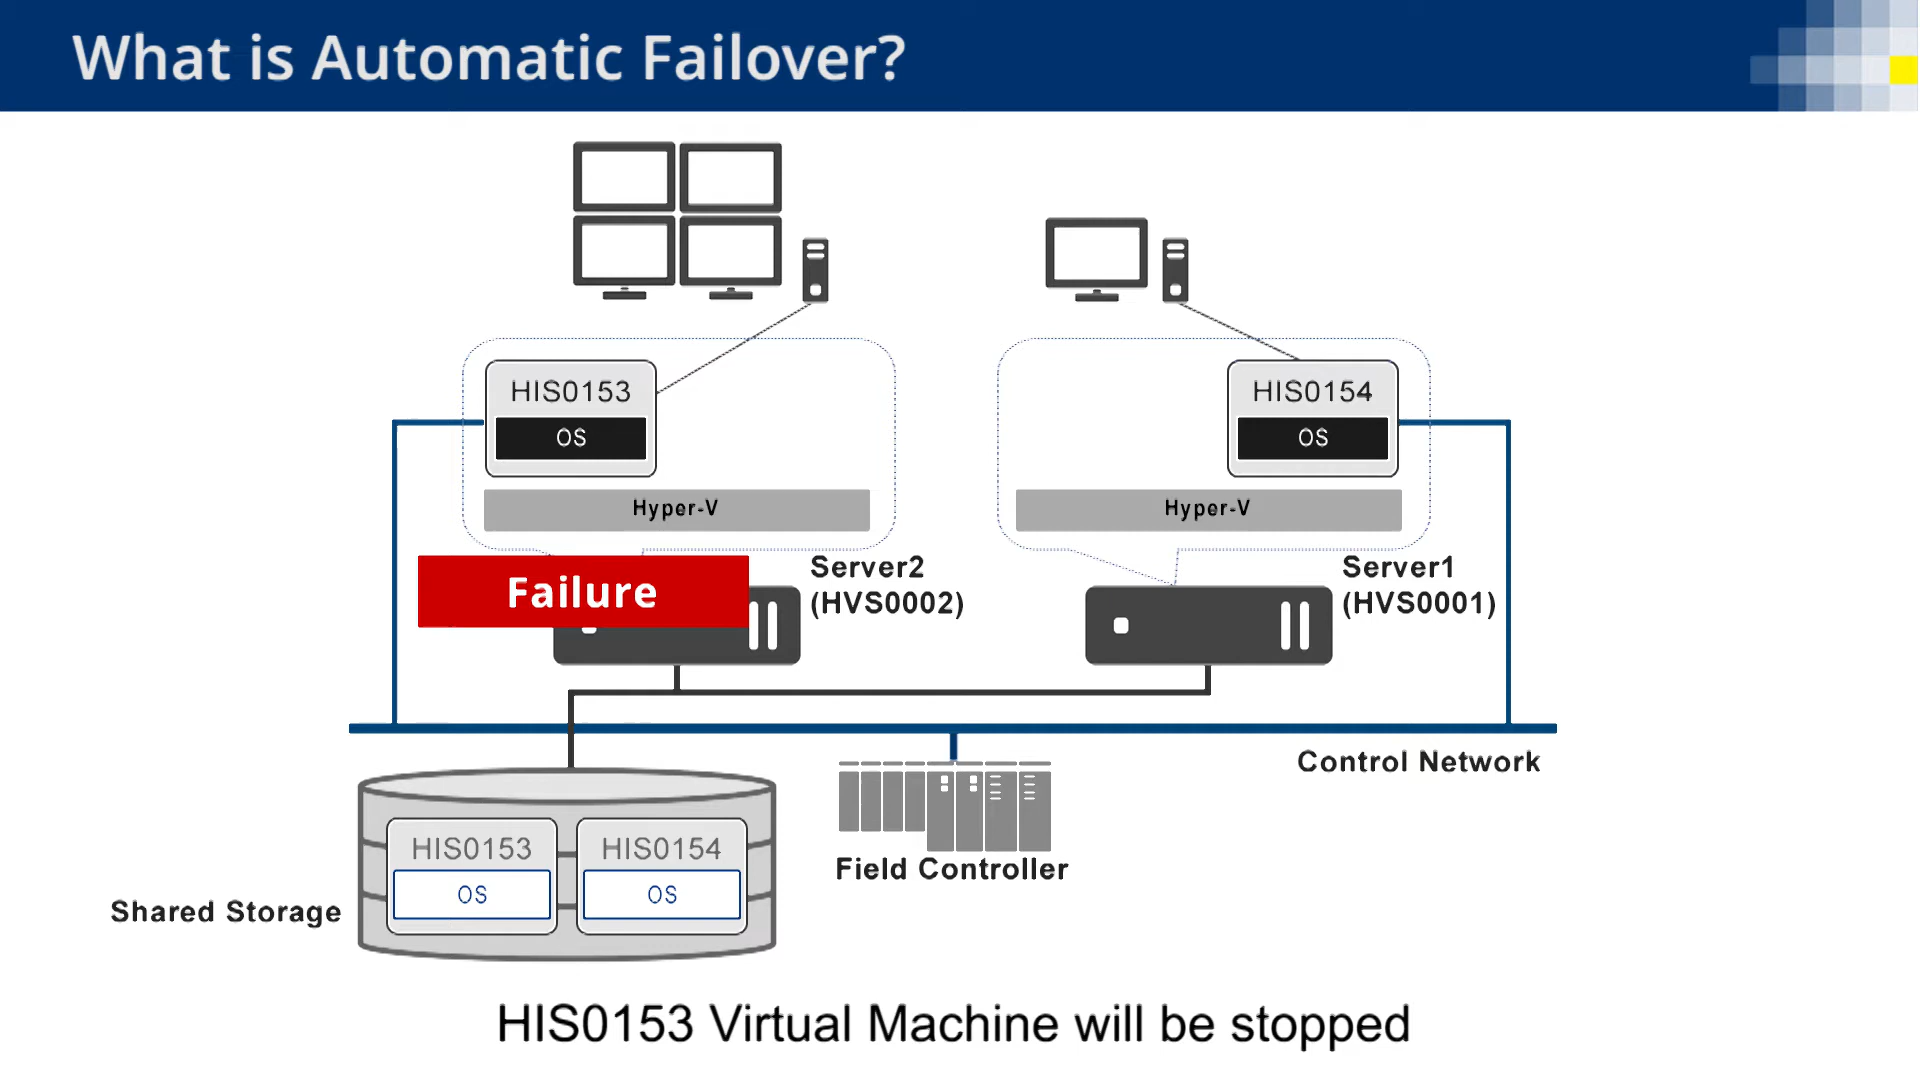 What is Automatic Failover?
HIS0153
OS
Hyper-V
HIS0154
OS
Hyper-V
Failure
Server2
(HVS0002)
Server1
(HVS0001)
Control Network
Field Controller
Shared Storage
HIS0153
OS
HIS0154
OS
HIS0153 Virtual Machine will be stopped